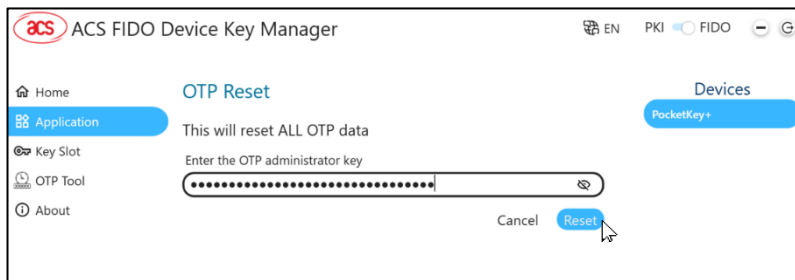 acs ACS FIDO Device Key Manager EN PKI FIDO
Home
Application
Key Slot
OTP Tool
About
OTP Reset
This will reset ALL OTP data
Enter the OTP administrator key
••••••••••••••••••••••••••••••••
Cancel Reset
Devices
PocketKey+